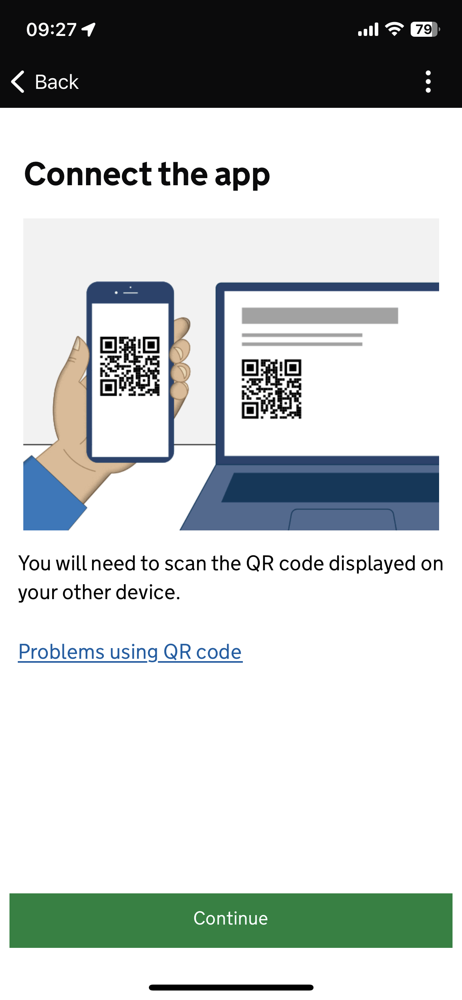 09:27
79
Back
Connect the app
You will need to scan the QR code displayed on
your other device.
Problems using QR code
Continue